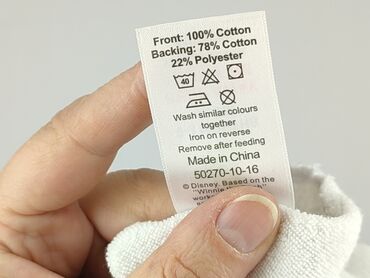 Front: 100% Cotton
Backing: 78% Cotton
22% Polyester
40
Wash similar colours
together
Iron on reverse
Remove after feeding
Made in China
50270-10-16
© Disney. Based on the
"Winnie the